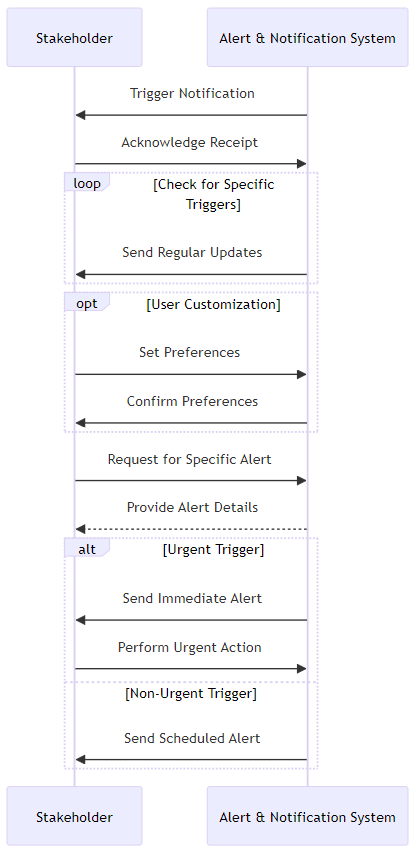 Stakeholder
Alert & Notification System
Trigger Notification
Acknowledge Receipt
loop
[Check for Specific
Triggers]
Send Regular Updates
opt
[User Customization]
Set Preferences
Confirm Preferences
Request for Specific Alert
Provide Alert Details
alt
[Urgent Trigger]
Send Immediate Alert
Perform Urgent Action
[Non-Urgent Trigger]
Send Scheduled Alert
Stakeholder
Alert & Notification System